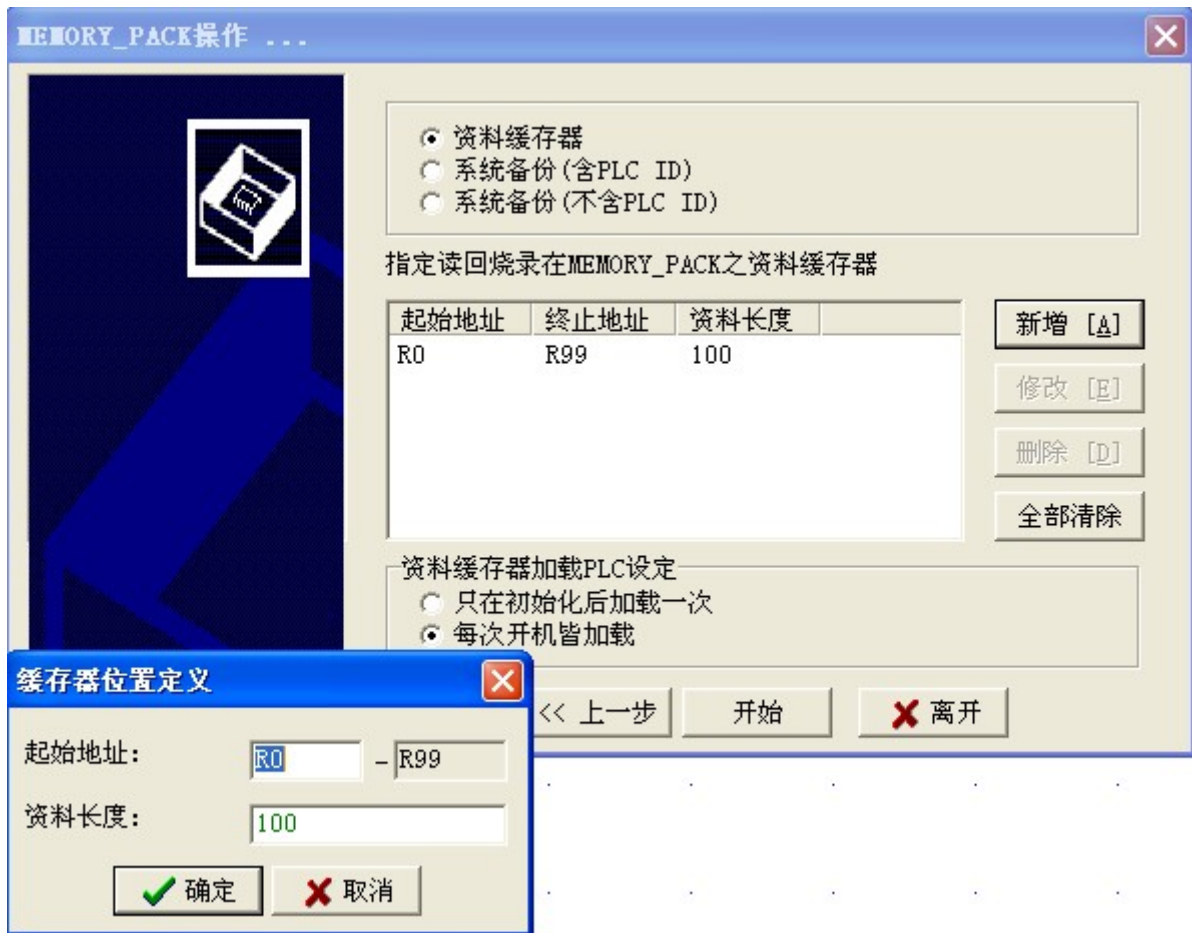 MEMORY_PACK操作 ...
资料缓存器
系统备份(含PLC ID)
系统备份(不含PLC ID)
指定读回烧录在MEMORY_PACK之资料缓存器
起始地址 终止地址 资料长度
R0 R99 100
新增 [A]
修改 [E]
删除 [D]
全部清除
资料缓存器加载PLC设定
只在初始化后加载一次
每次开机皆加载
<< 上一步 开始 离开
缓存器位置定义
起始地址: R0 - R99
资料长度: 100
确定 取消